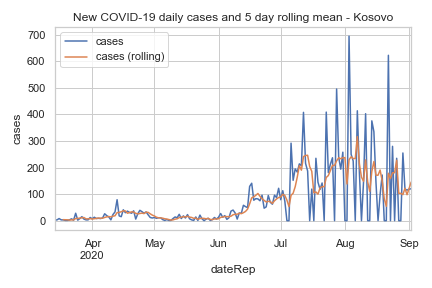 New COVID-19 daily cases and 5 day rolling mean - Kosovo
cases
cases (rolling)
700
600
500
400
300
200
100
0
cases
Apr
2020
May
Jun
Jul
Aug
Sep
dateRep